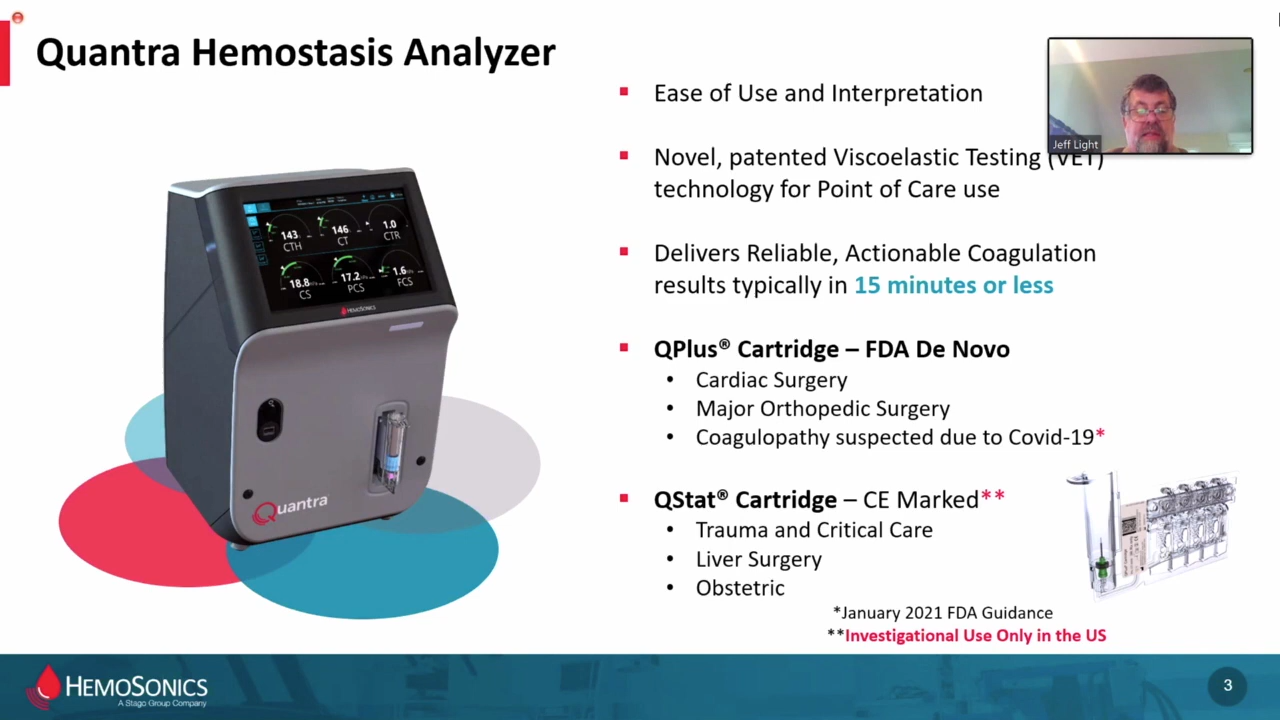 Quantra Hemostasis Analyzer
Ease of Use and Interpretation
Jeff Light
Novel, patented Viscoelastic Testing (VET)
technology for Point of Care use
Delivers Reliable, Actionable Coagulation
results typically in 15 minutes or less
QPlus® Cartridge – FDA De Novo
• Cardiac Surgery
• Major Orthopedic Surgery
• Coagulopathy suspected due to Covid-19*
QStat® Cartridge – CE Marked**
• Trauma and Critical Care
• Liver Surgery
• Obstetric
*January 2021 FDA Guidance
**Investigational Use Only in the US
143 146 1.0
CTH CT CTR
18.8 17.2 1.6
CS PCS FCS
HEMOSONICS
Quantra
HEMOSONICS
A Stago Group Company
3